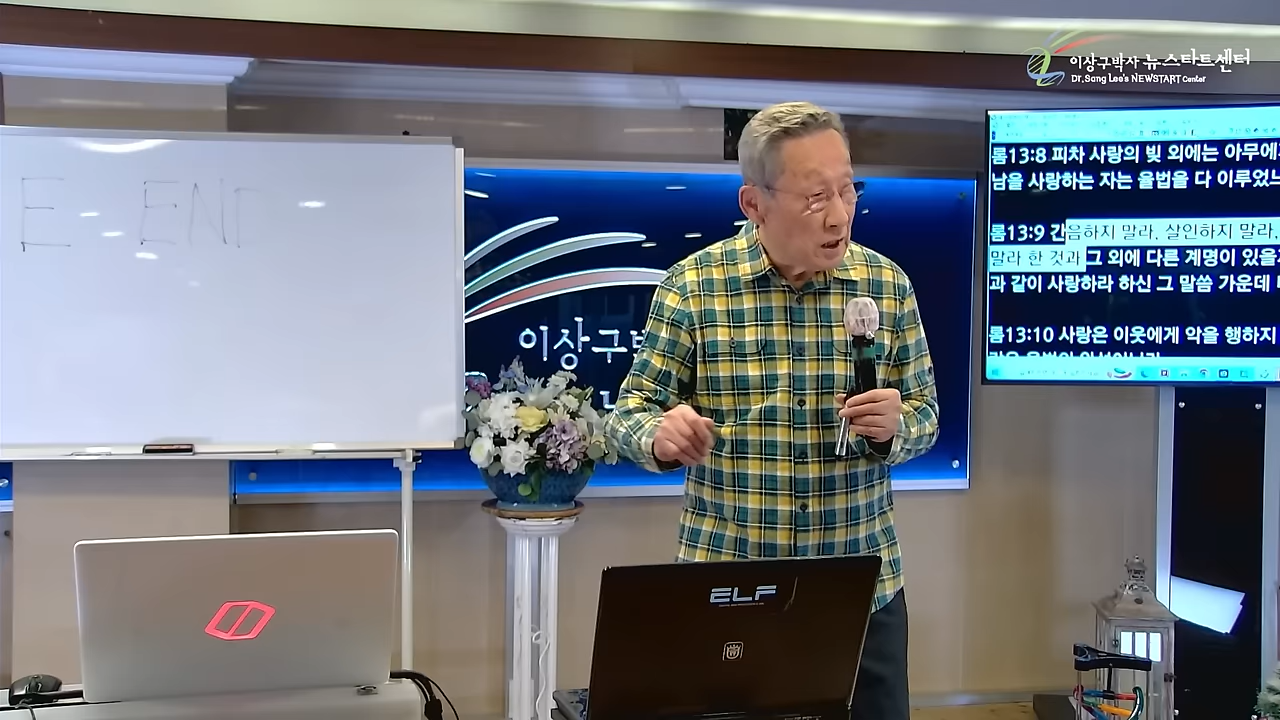 이상구박사 뉴스타트센터
Dr. Sang Lee's NEWSTART Center
E ENT
이상구박
롬13:8 피차 사랑의 빚 외에는 아무에
남을 사랑하는 자는 율법을 다 이루었느
롬13:9 간음하지 말라, 살인하지 말라,
말라 한 것과 그 외에 다른 계명이 있을
과 같이 사랑하라 하신 그 말씀 가운데
롬13:10 사랑은 이웃에게 악을 행하지
ELF